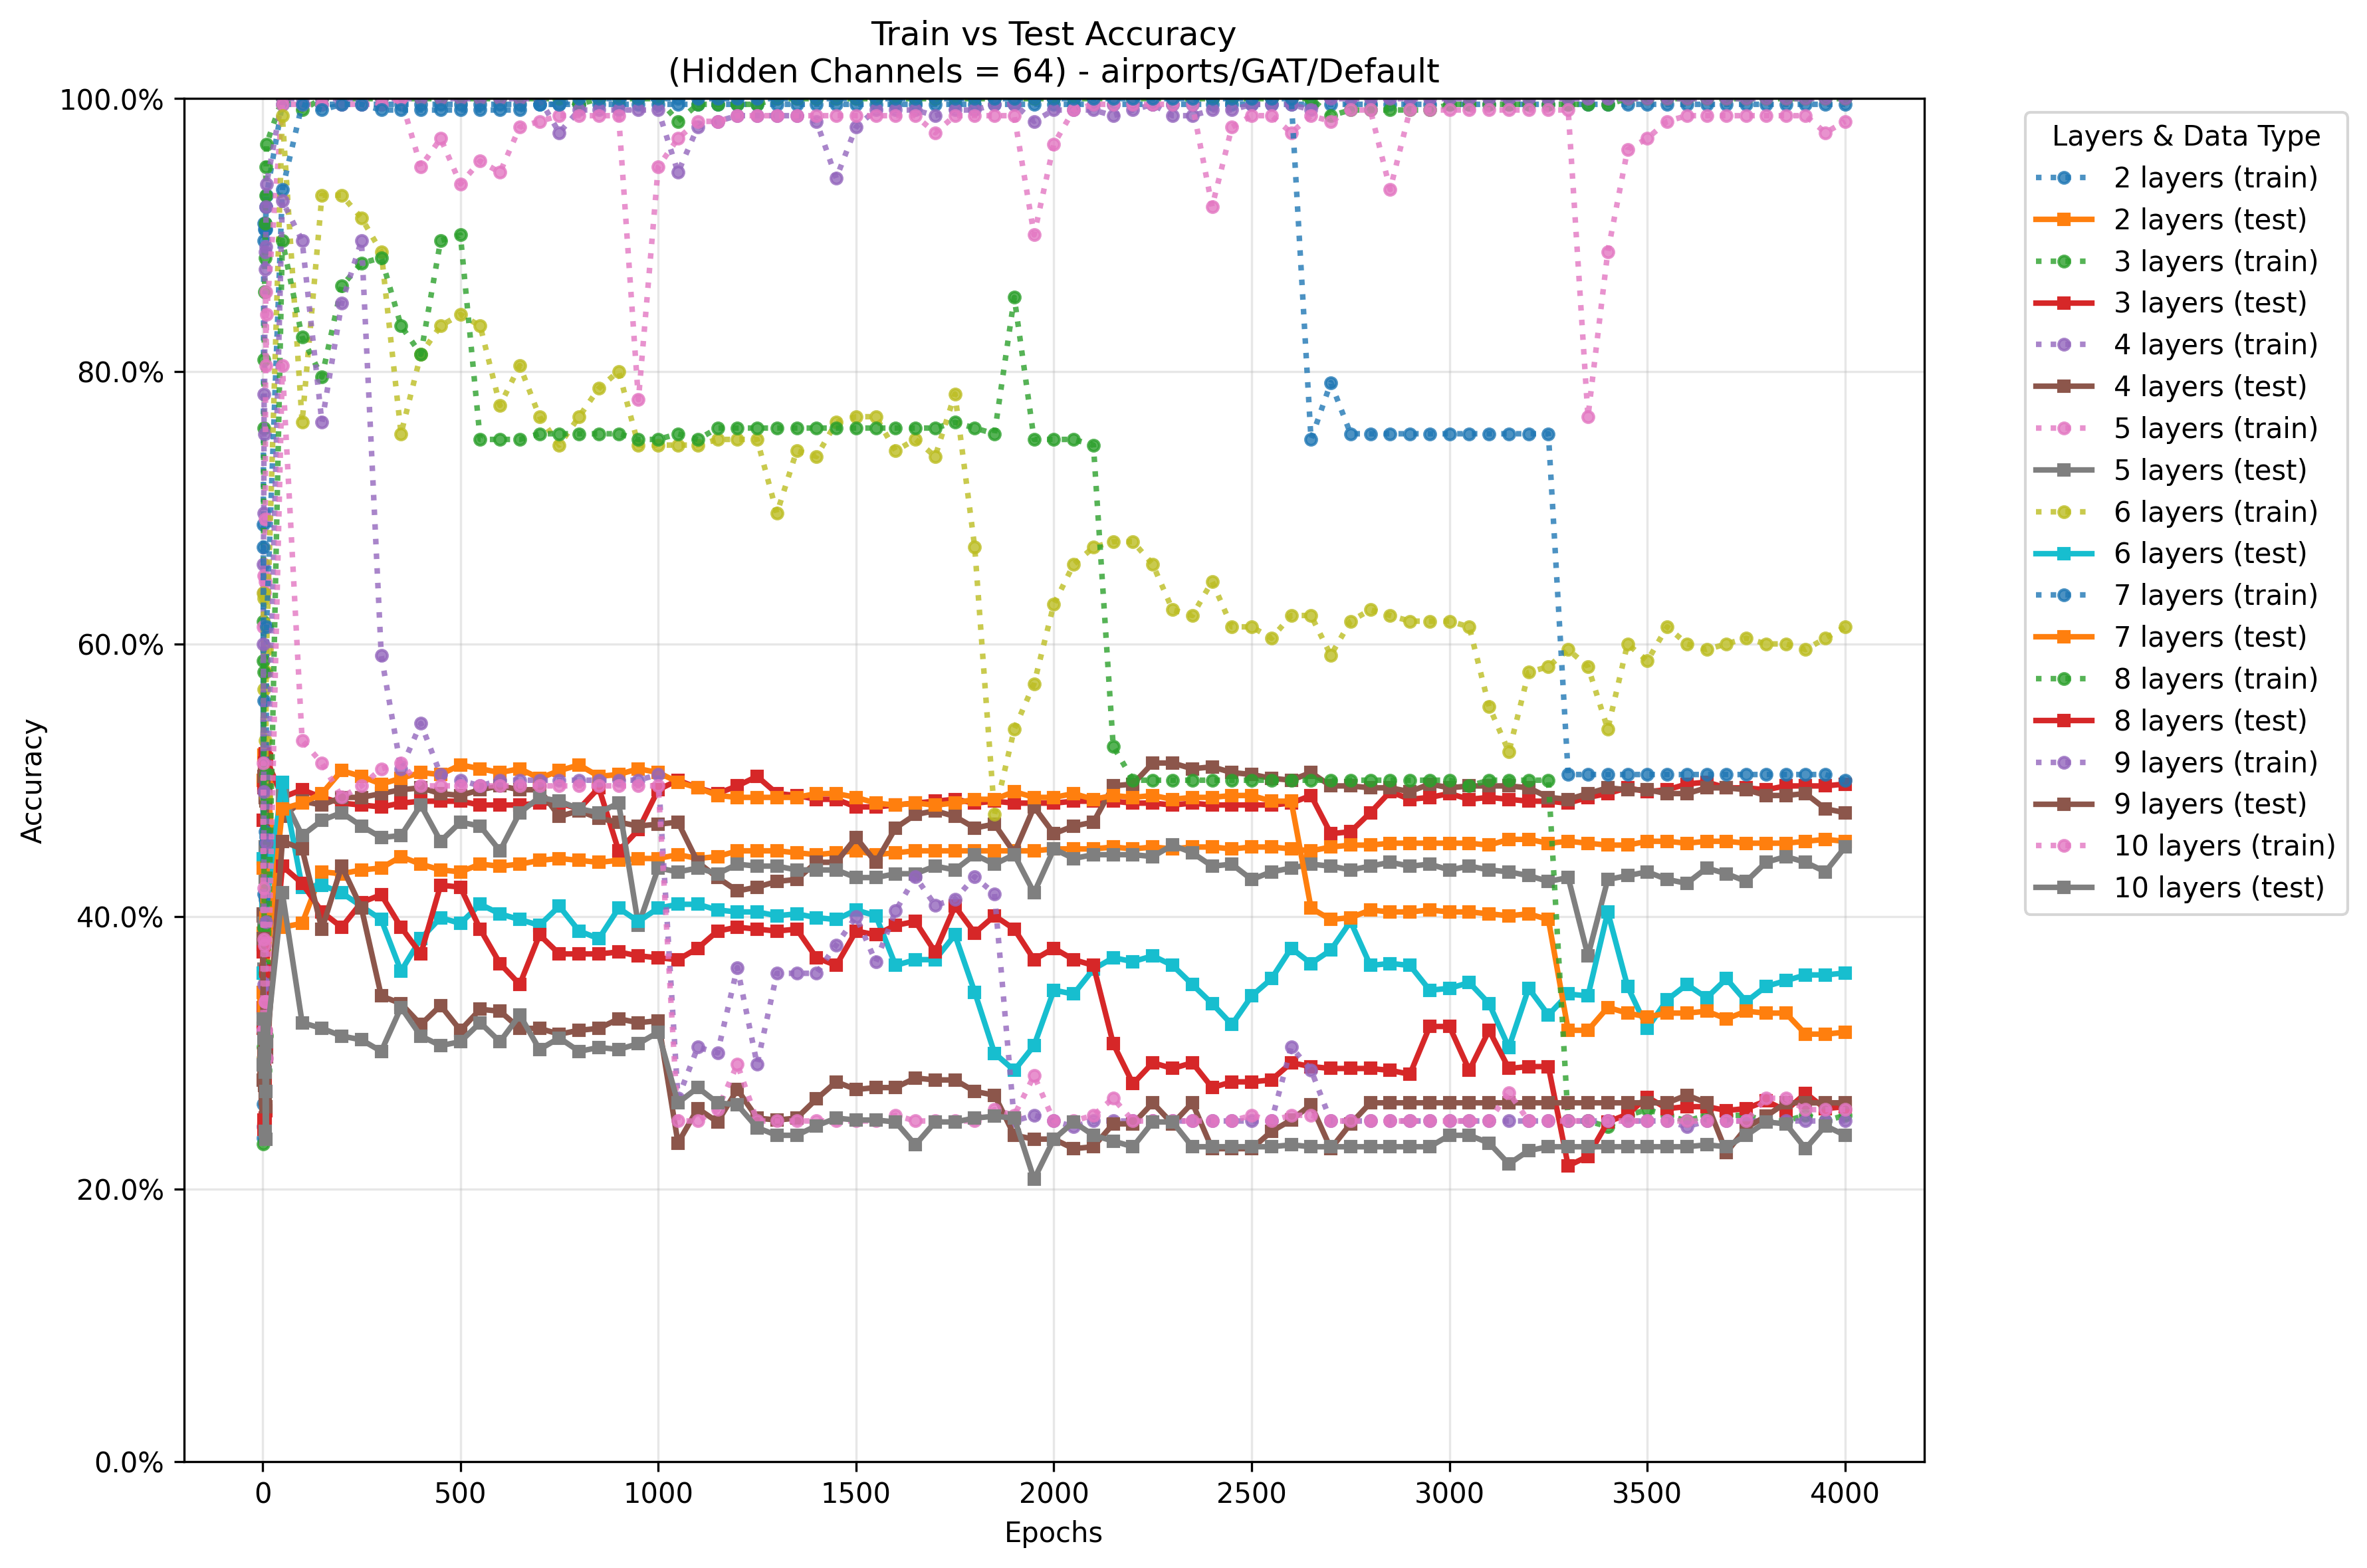 Train vs Test Accuracy
(Hidden Channels = 64) - airports/GAT/Default
100.0%
80.0%
60.0%
40.0%
20.0%
0.0%
Accuracy
0
500
1000
1500
2000
2500
3000
3500
4000
Epochs
Layers & Data Type
2 layers (train)
2 layers (test)
3 layers (train)
3 layers (test)
4 layers (train)
4 layers (test)
5 layers (train)
5 layers (test)
6 layers (train)
6 layers (test)
7 layers (train)
7 layers (test)
8 layers (train)
8 layers (test)
9 layers (train)
9 layers (test)
10 layers (train)
10 layers (test)